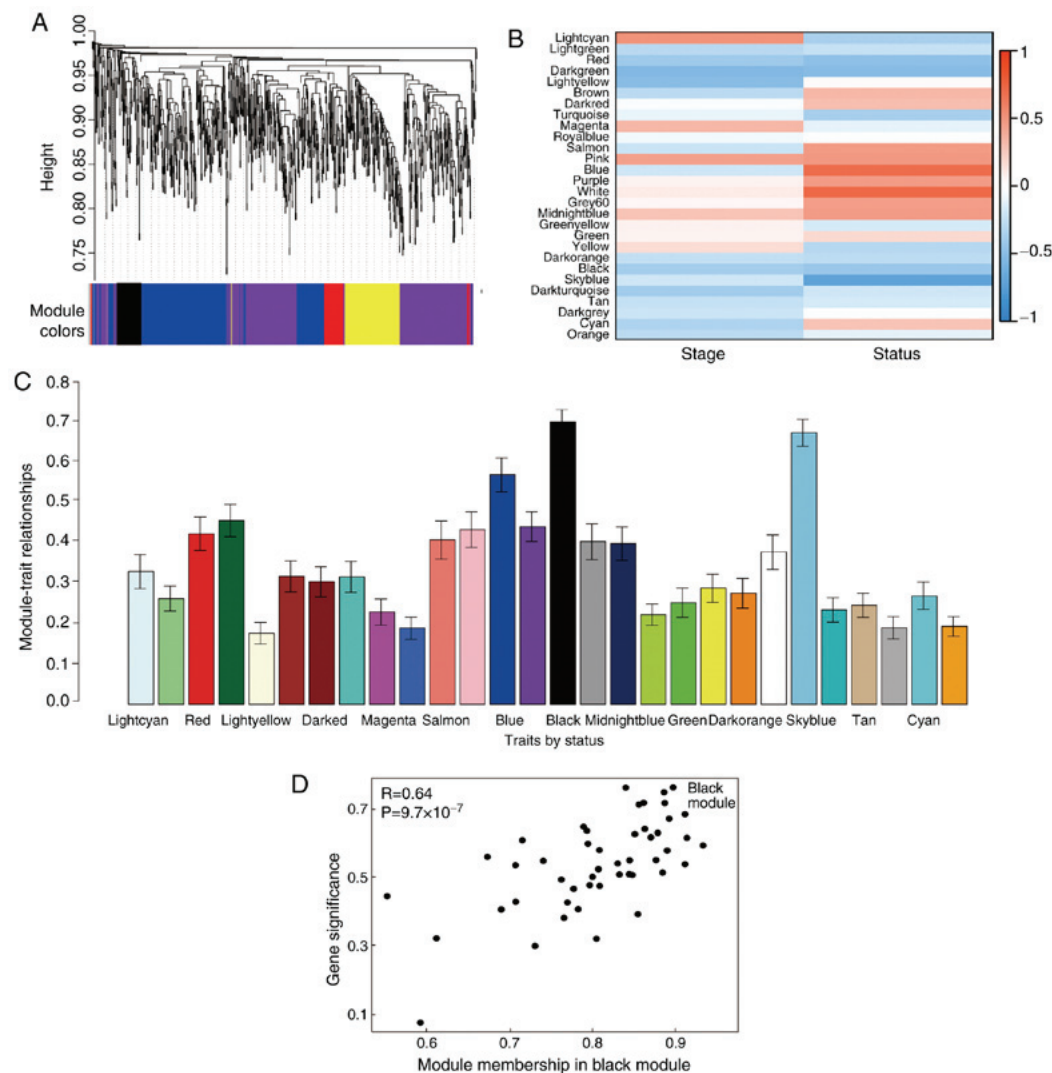 A
1.00
0.95
0.90
0.85
0.80
0.75
Height
Module
colors
B
Lightcyan
Lightgreen
Red
Darkgreen
Lightyellow
Brown
Darkred
Turquoise
Magenta
Royalblue
Salmon
Pink
Blue
Purple
White
Grey60
Midnightblue
Greenyellow
Green
Yellow
Darkorange
Black
Skyblue
Darkturquoise
Tan
Darkgrey
Cyan
Orange
Stage
Status
1
0.5
0
−0.5
−1
C
0.8
0.7
0.6
0.5
0.4
0.3
0.2
0.1
0.0
Module-trait relationships
Lightcyan Red Lightyellow Darked Magenta Salmon Blue Black Midnightblue Green Darkorange Skyblue Tan Cyan
Traits by status
D
R=0.64
P=9.7×10⁻⁷
Black
module
0.7
0.5
0.3
0.1
Gene significance
0.6 0.7 0.8 0.9
Module membership in black module